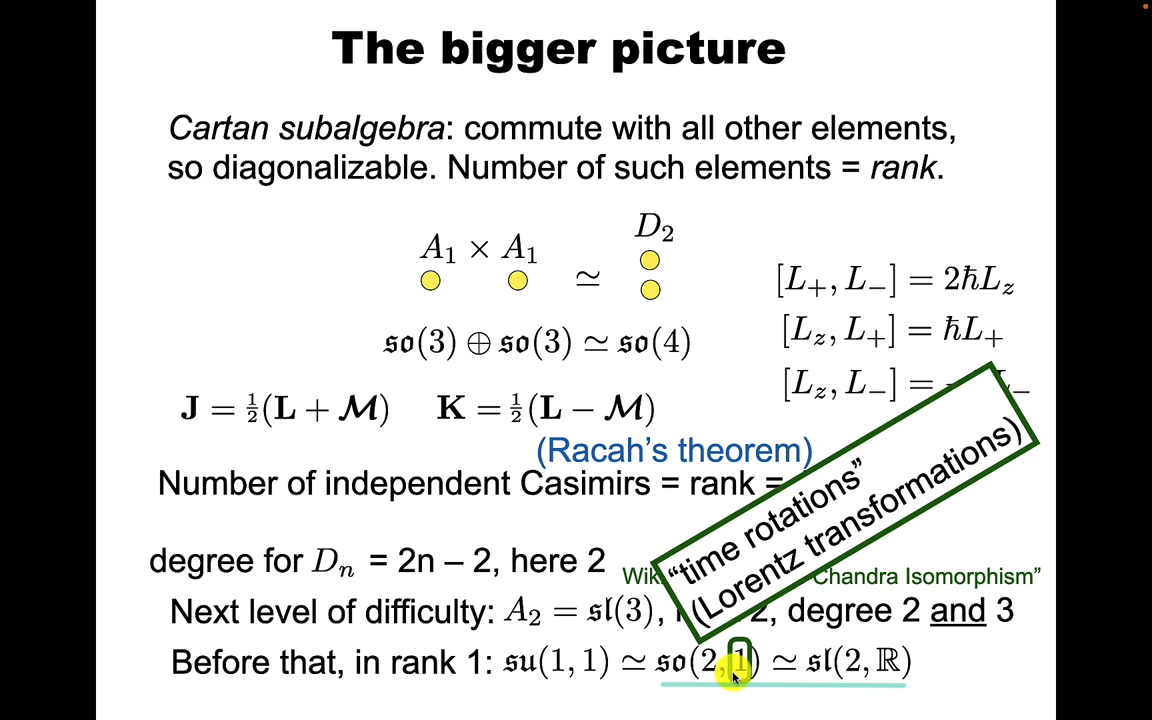 The bigger picture
Cartan subalgebra: commute with all other elements,
so diagonalizable. Number of such elements = rank.
A₁ × A₁ ≃ D₂
𝔰𝔬(3) ⊕ 𝔰𝔬(3) ≃ 𝔰𝔬(4)
[L₊, L₋] = 2ħL_z
[L_z, L₊] = ħL₊
[L_z, L₋] =
J = ½(L + ℳ) K = ½(L − ℳ)
(Racah’s theorem)
Number of independent Casimirs = rank =
“time rotations”
(Lorentz transformations)
degree for Dₙ = 2n – 2, here 2
Chandra Isomorphism”
Next level of difficulty: A₂ = 𝔰𝔩(3), 2, degree 2 and 3
Before that, in rank 1: 𝔰𝔲(1, 1) ≃ 𝔰𝔬(2, 1) ≃ 𝔰𝔩(2, ℝ)